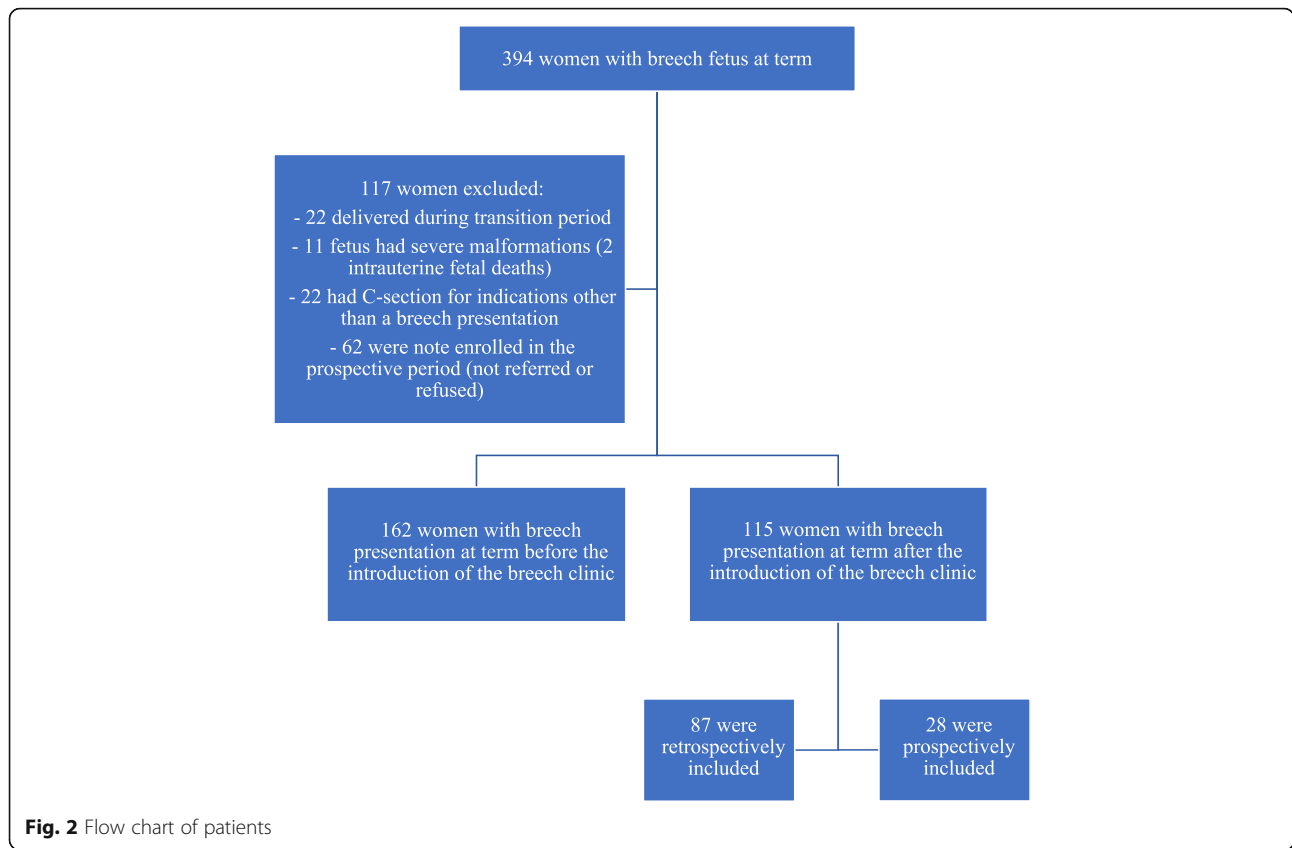 394 women with breech fetus at term
117 women excluded:
- 22 delivered during transition period
- 11 fetus had severe malformations (2
intrauterine fetal deaths)
- 22 had C-section for indications other
than a breech presentation
- 62 were note enrolled in the
prospective period (not referred or
refused)
162 women with breech
presentation at term before the
introduction of the breech clinic
115 women with breech
presentation at term after the
introduction of the breech clinic
87 were
retrospectively
included
28 were
prospectively
included
Fig. 2 Flow chart of patients